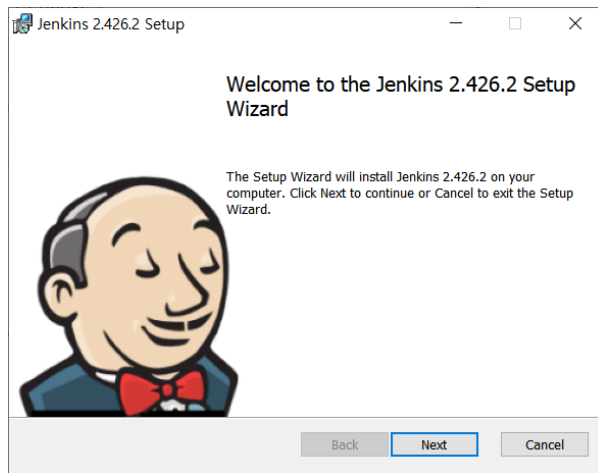 Jenkins 2.426.2 Setup
Welcome to the Jenkins 2.426.2 Setup
Wizard
The Setup Wizard will install Jenkins 2.426.2 on your
computer. Click Next to continue or Cancel to exit the Setup
Wizard.
Back Next Cancel